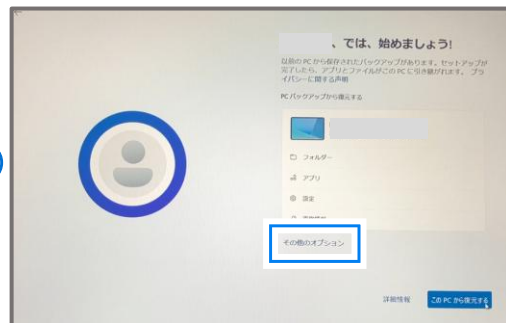 、では、始めましょう!
以前の PC から保存されたバックアップがあります。セットアップが
完了したら、アプリとファイルがこの PC に引き継がれます。 プラ
イバシーに関する声明
PC バックアップから復元する
フォルダー
アプリ
設定
その他のオプション
詳細情報
この PC から復元する